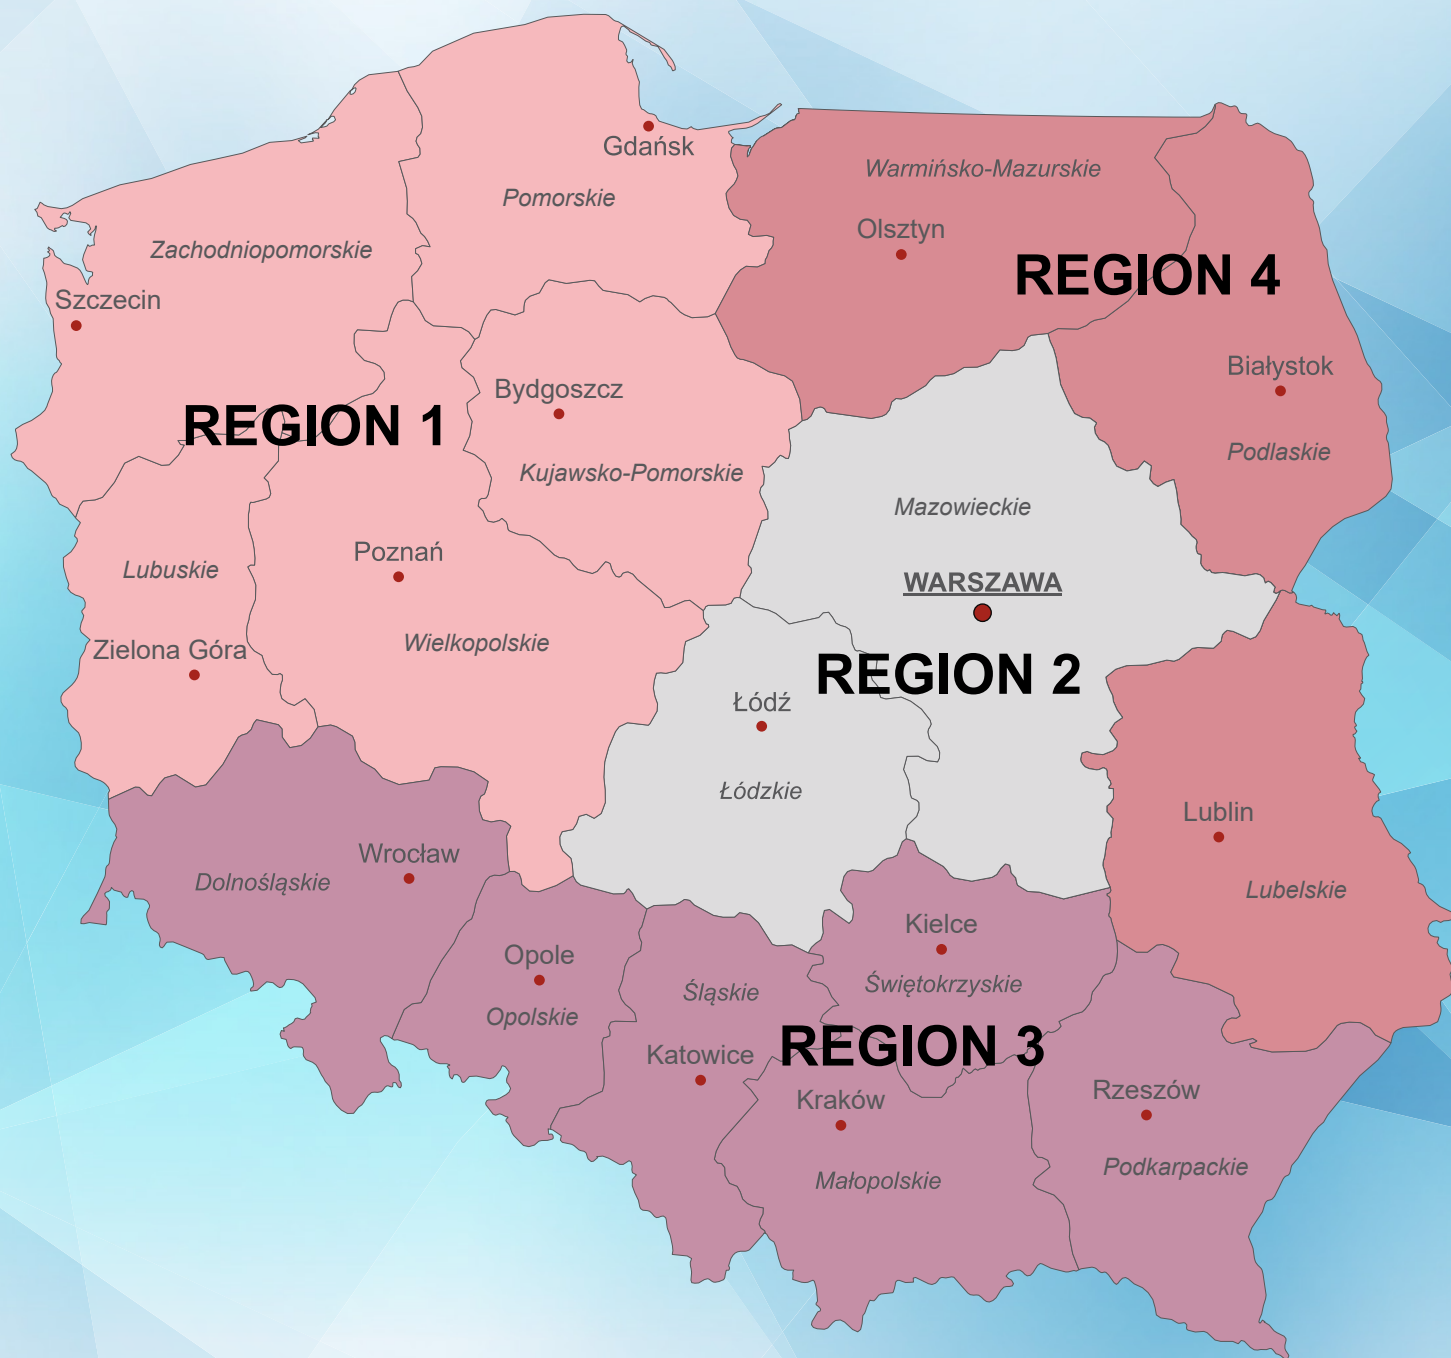 Gdańsk
Pomorskie
Warmińsko-Mazurskie
Olsztyn
Zachodniopomorskie
REGION 4
Szczecin
Białystok
Bydgoszcz
REGION 1
Podlaskie
Kujawsko-Pomorskie
Mazowieckie
Poznań
Lubuskie
WARSZAWA
Wielkopolskie
Zielona Góra
REGION 2
Łódź
Łódzkie
Lublin
Wrocław
Dolnośląskie
Lubelskie
Kielce
Opole
Świętokrzyskie
Śląskie
Opolskie
REGION 3
Katowice
Rzeszów
Kraków
Podkarpackie
Małopolskie